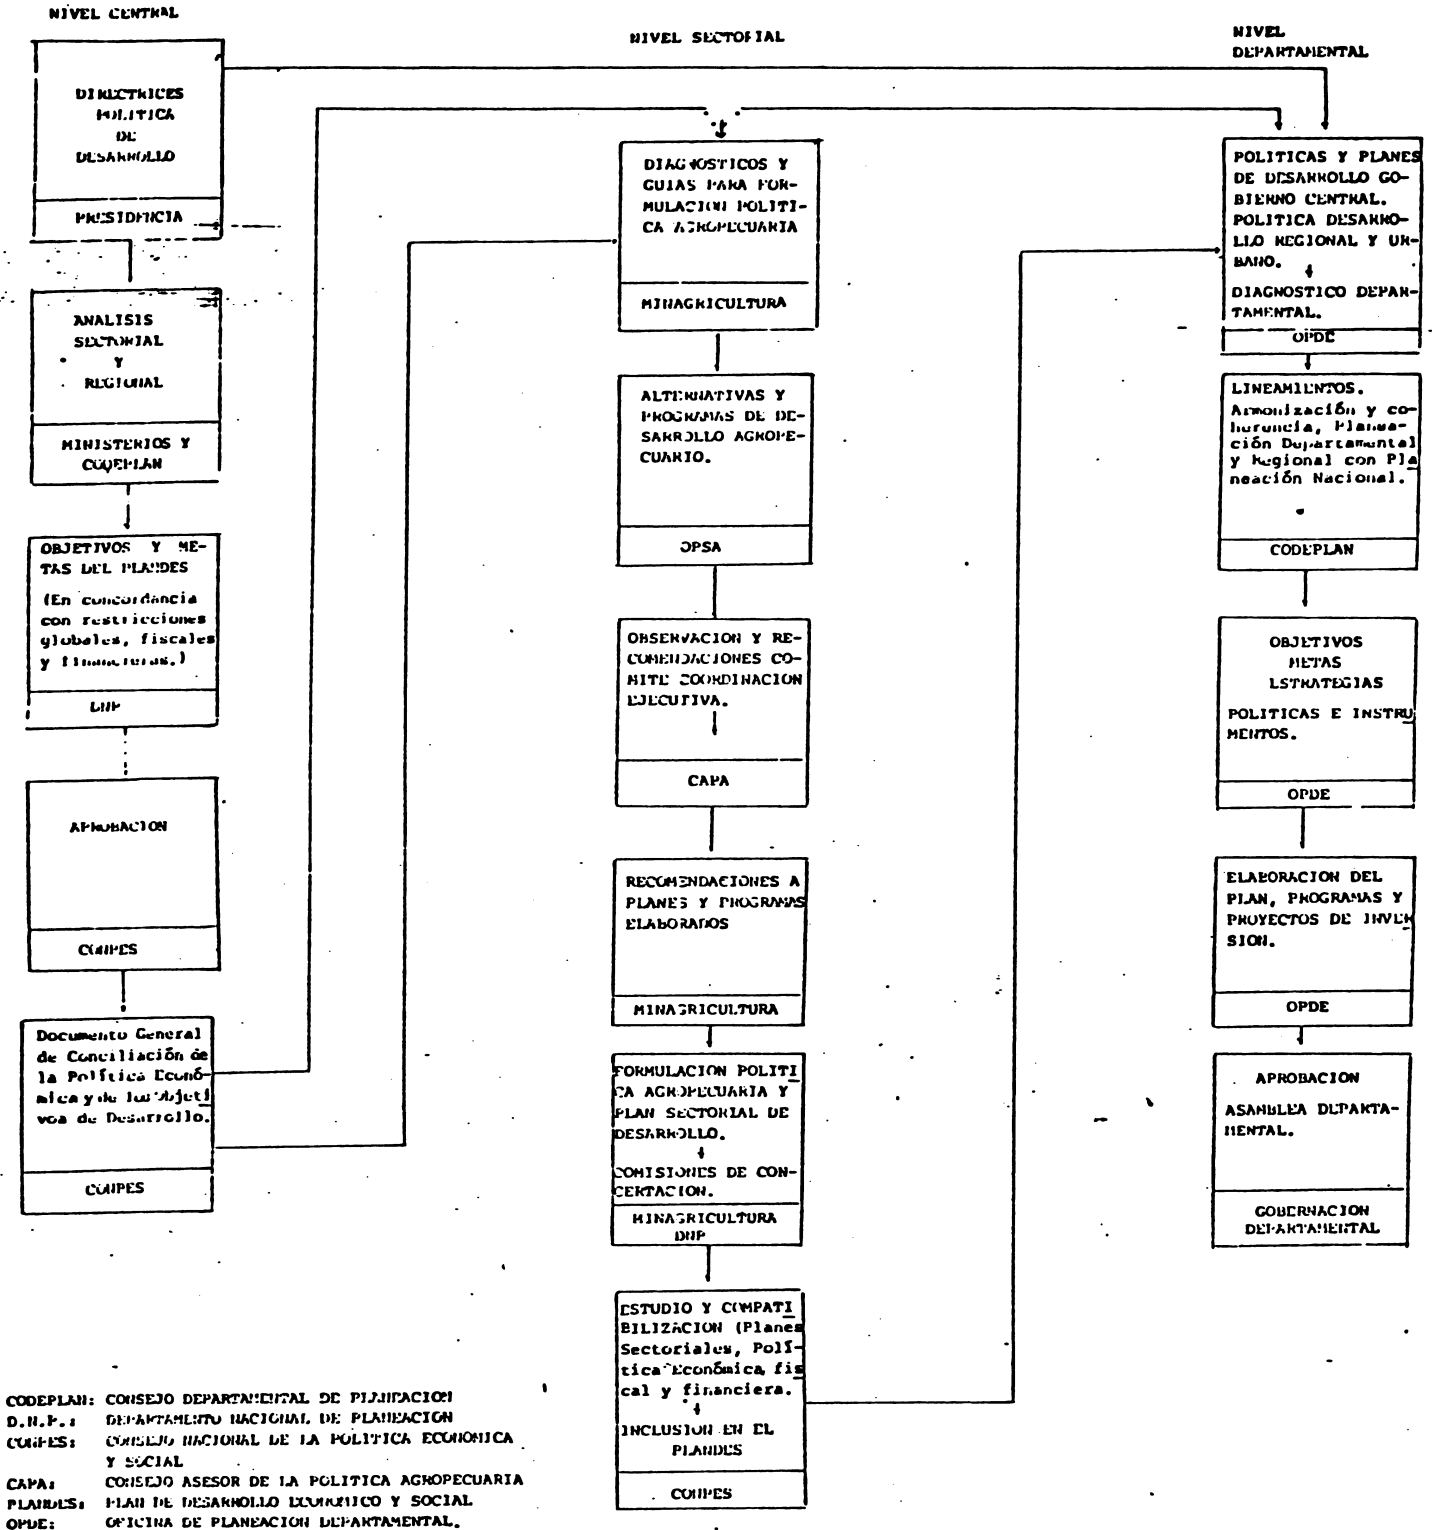 NIVEL CENTRAL
DIRECTRICES
POLITICA
DE
DESARROLLO
PRESIDENCIA
ANALISIS
SECTORIAL
Y
REGIONAL
MINISTERIOS Y
CODEPLAN
OBJETIVOS Y ME-
TAS DEL PLANDES
(En concordancia
con restricciones
globales, fiscales
y financieras.)
DNP
APROBACION
CONPES
Documento General
de Conciliación de
la Política Econó-
mica y de los Objeti
vos de Desarrollo.
CONPES
NIVEL SECTORIAL
DIAGNOSTICOS Y
GUIAS PARA FOR-
MULACION POLITI-
CA AGROPECUARIA
MINAGRICULTURA
ALTERNATIVAS Y
PROGRAMAS DE DE-
SARROLLO AGROPE-
CUARIO.
OPSA
OBSERVACION Y RE-
COMENDACIONES CO-
MITE COORDINACION
EJECUTIVA.
CAPA
RECOMENDACIONES A
PLANES Y PROGRAMAS
ELABORADOS
MINAGRICULTURA
FORMULACION POLITI
CA AGROPECUARIA Y
PLAN SECTORIAL DE
DESARROLLO.
COMISIONES DE CON-
CERTACION.
MINAGRICULTURA
DNP
ESTUDIO Y COMPATI
BILIZACION (Planes
Sectoriales, Polí-
tica Económica, fis
cal y financiera.
INCLUSION EN EL
PLANDES
CONPES
NIVEL
DEPARTAMENTAL
POLITICAS Y PLANES
DE DESARROLLO GO-
BIERNO CENTRAL.
POLITICA DESARRO-
LLO REGIONAL Y UR-
BANO.
DIAGNOSTICO DEPAR-
TAMENTAL.
OPDE
LINEAMIENTOS.
Armonización y co-
herencia, Planea-
ción Departamental
y Regional con Pla
neación Nacional.
CODEPLAN
OBJETIVOS
METAS
ESTRATEGIAS
POLITICAS E INSTRU
MENTOS.
OPDE
ELABORACION DEL
PLAN, PROGRAMAS Y
PROYECTOS DE INVER
SION.
OPDE
APROBACION
ASAMBLEA DEPARTA-
MENTAL.
GOBERNACION
DEPARTAMENTAL
CODEPLAN: CONSEJO DEPARTAMENTAL DE PLANEACION
D.N.P.: DEPARTAMENTO NACIONAL DE PLANEACION
CONPES: CONSEJO NACIONAL DE LA POLITICA ECONOMICA
Y SOCIAL
CAPA: CONSEJO ASESOR DE LA POLITICA AGROPECUARIA
PLANDES: PLAN DE DESARROLLO ECONOMICO Y SOCIAL
OPDE: OFICINA DE PLANEACION DEPARTAMENTAL.